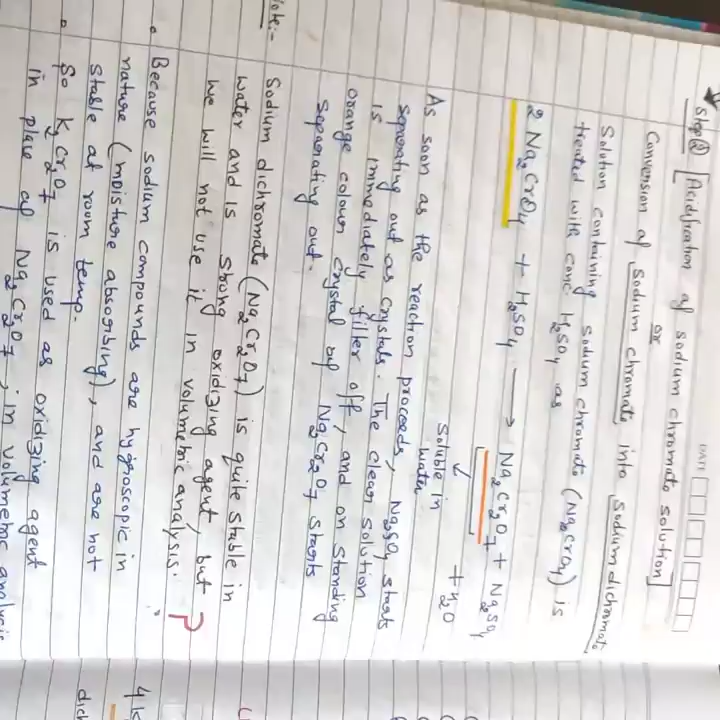 DATE
Step② [Acidification of sodium chromate solution]
or
Conversion of sodium chromate into sodium dichromate
Solution containing sodium chromate (Na2CrO4) is
treated with conc. H2SO4 as
2 Na2CrO4 + H2SO4 → Na2Cr2O7 + Na2SO4
+ H2O
Soluble in
water
As soon as the reaction proceeds, Na2SO4 starts
separating out as crystals. The clear solution
is immediately filter off, and on standing
orange colour crystal of Na2Cr2O7 starts
separating out.
Note:- Sodium dichromate (Na2Cr2O7) is quite stable in
water and is strong oxidizing agent, but
we will not use it in volumetric analysis. ?
• Because sodium compounds are hygroscopic in
nature (moisture absorbing), and are not
stable at room temp.
• So K2Cr2O7 is used as oxidizing agent
in place of Na2Cr2O7, in volumetric analysis